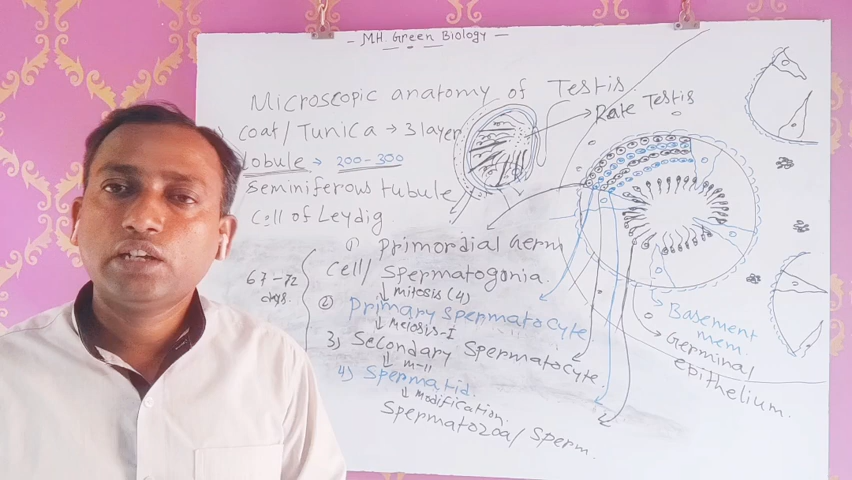 - MH. Green Biology -
Microscopic anatomy of Testis.
Coat / Tunica → 3 layer
Rate Testis
Lobule → 200-300
Seminiferous tubule
Cell of Leydig
1) Primordial Germ
Cell / Spermatogonia.
↓ Mitosis (4)
67-72
days.
2) Primary Spermatocyte
↓ Meiosis-I
3) Secondary Spermatocyte.
↓ M-II
4) Spermatid.
↓ Modification.
Spermatozoa / Sperm.
Basement
mem.
Germinal
epithelium.